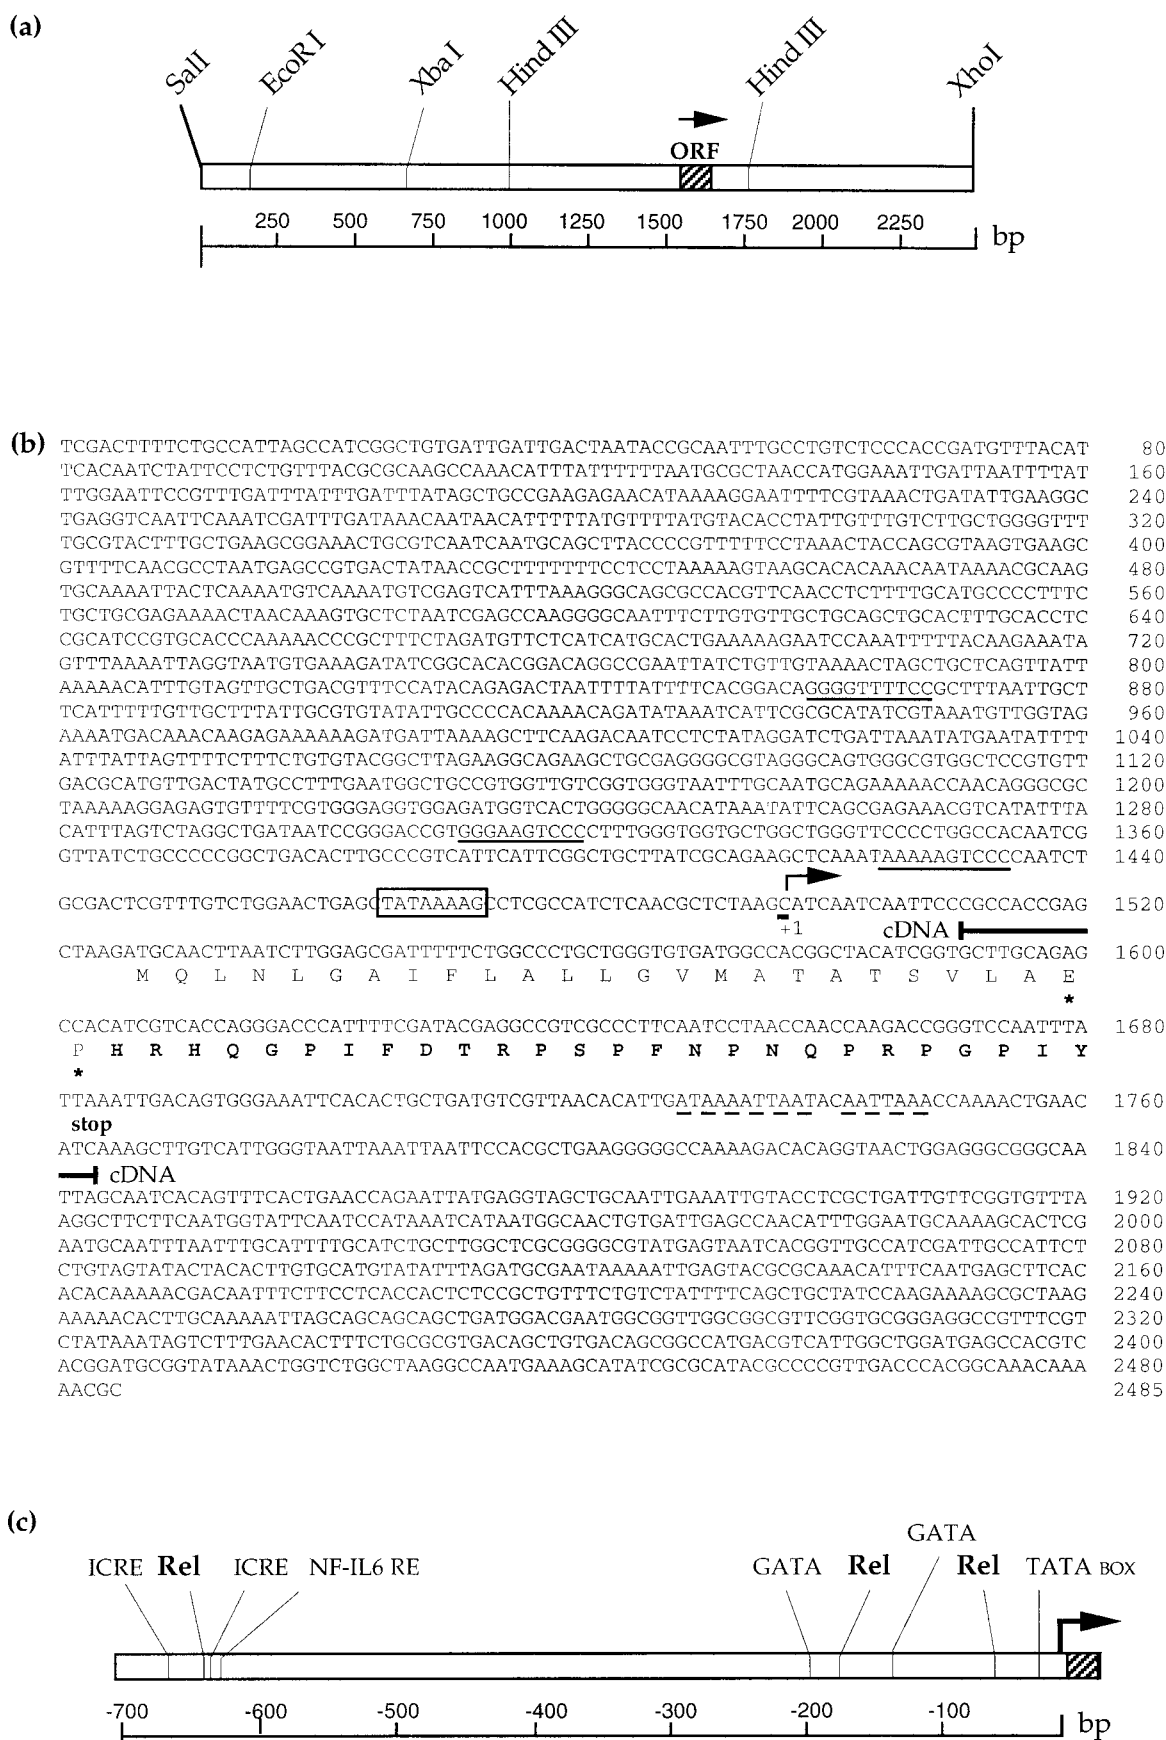 (a)
SalI
EcoR I
Xba I
Hind III
Hind III
XhoI
ORF
250 500 750 1000 1250 1500 1750 2000 2250 bp
(b)
TCGACTTTTCTGCCATTAGCCATCGGCTGTGATTGATTGACTAATACCGCAATTTGCCTGTCTCCCACCGATGTTTACAT 80
TCACAATCTATTCCTCTGTTTACGCGCAAGCCAAACATTTATTTTTTAATGCGCTAACCATGGAAATTGATTAATTTTAT 160
TTGGAATTCCGTTTGATTTATTTGATTTATAGCTGCCGAAGAGAACATAAAAGGAATTTTCGTAAACTGATATTGAAGGC 240
TGAGGTCAATTCAAATCGATTTGATAAACAATAACATTTTTATGTTTTATGTACACCTATTGTTTGTCTTGCTGGGGTTT 320
TGCGTACTTTGCTGAAGCGGAAACTGCGTCAATCAATGCAGCTTACCCCGTTTTTCCTAAACTACCAGCGTAAGTGAAGC 400
GTTTTCAACGCCTAATGAGCCGTGACTATAACCGCTTTTTTTCCTCCTAAAAAGTAAGCACACAAACAATAAAACGCAAG 480
TGCAAAATTACTCAAAATGTCAAAATGTCGAGTCATTTAAAGGGCAGCGCCACGTTCAACCTCTTTTGCATGCCCCTTTC 560
TGCTGCGAGAAAACTAACAAAGTGCTCTAATCGAGCCAAGGGGCAATTTCTTGTGTTGCTGCAGCTGCACTTTGCACCTC 640
CGCATCCGTGCACCCAAAAACCCGCTTTCTAGATGTTCTCATCATGCACTGAAAAAGAATCCAAATTTTTACAAGAAATA 720
GTTTAAAATTAGGTAATGTGAAAGATATCGGCACACGGACAGGCCGAATTATCTGTTGTAAAACTAGCTGCTCAGTTATT 800
AAAAACATTTGTAGTTGCTGACGTTTCCATACAGAGACTAATTTTATTTTCACGGACAGGGGTTTTCCGCTTTAATTGCT 880
TCATTTTTGTTGCTTTATTGCGTGTATATTGCCCCACAAAACAGATATAAATCATTCGCGCATATCGTAAATGTTGGTAG 960
AAAATGACAAACAAGAGAAAAAAGATGATTAAAAGCTTCAAGACAATCCTCTATAGGATCTGATTAAATATGAATATTTT 1040
ATTTATTAGTTTTCTTTCTGTGTACGGCTTAGAAGGCAGAAGCTGCGAGGGGCGTAGGGCAGTGGGCGTGGCTCCGTGTT 1120
GACGCATGTTGACTATGCCTTTGAATGGCTGCCGTGGTTGTCGGTGGGTAATTTGCAATGCAGAAAAACCAACAGGGCGC 1200
TAAAAAGGAGAGTGTTTTCGTGGGAGGTGGAGATGGTCACTGGGGGCAACATAAATATTCAGCGAGAAACGTCATATTTA 1280
CATTTAGTCTAGGCTGATAATCCGGGACCGTGGGAAGTCCCCTTTGGGTGGTGCTGGCTGGGTTCCCCTGGCCACAATCG 1360
GTTATCTGCCCCCGGCTGACACTTGCCCGTCATTCATTCGGCTGCTTATCGCAGAAGCTCAAATAAAAAGTCCCCAATCT 1440
GCGACTCGTTTGTCTGGAACTGAGCTATAAAAGCCTCGCCATCTCAACGCTCTAAGCATCAATCAATTCCCGCCACCGAG 1520
+1 cDNA
CTAAGATGCAACTTAATCTTGGAGCGATTTTTCTGGCCCTGCTGGGTGTGATGGCCACGGCTACATCGGTGCTTGCAGAG 1600
M Q L N L G A I F L A L L G V M A T A T S V L A E
*
CCACATCGTCACCAGGGACCCATTTTCGATACGAGGCCGTCGCCCTTCAATCCTAACCAACCAAGACCGGGTCCAATTTA 1680
P H R H Q G P I F D T R P S P F N P N Q P R P G P I Y
*
TTAAATTGACAGTGGGAAATTCACACTGCTGATGTCGTTAACACATTGATAAAATTAATACAATTAAACCAAAACTGAAC 1760
stop
ATCAAAGCTTGTCATTGGGTAATTAAATTAATTCCACGCTGAAGGGGGCCAAAAGACACAGGTAACTGGAGGGCGGGCAA 1840
cDNA
TTAGCAATCACAGTTTCACTGAACCAGAATTATGAGGTAGCTGCAATTGAAATTGTACCTCGCTGATTGTTCGGTGTTTA 1920
AGGCTTCTTCAATGGTATTCAATCCATAAATCATAATGGCAACTGTGATTGAGCCAACATTTGGAATGCAAAAGCACTCG 2000
AATGCAATTTAATTTGCATTTTGCATCTGCTTGGCTCGCGGGGCGTATGAGTAATCACGGTTGCCATCGATTGCCATTCT 2080
CTGTAGTATACTACACTTGTGCATGTATATTTAGATGCGAATAAAAATTGAGTACGCGCAAACATTTCAATGAGCTTCAC 2160
ACACAAAAACGACAATTTCTTCCTCACCACTCTCCGCTGTTTCTGTCTATTTTCAGCTGCTATCCAAGAAAAGCGCTAAG 2240
AAAAACACTTGCAAAAATTAGCAGCAGCAGCTGATGGACGAATGGCGGTTGGCGGCGTTCGGTGCGGGAGGCCGTTTCGT 2320
CTATAAATAGTCTTTGAACACTTTCTGCGCGTGACAGCTGTGACAGCGGCCATGACGTCATTGGCTGGATGAGCCACGTC 2400
ACGGATGCGGTATAAACTGGTCTGGCTAAGGCCAATGAAAGCATATCGCGCATACGCCCCGTTGACCCACGGCAAACAAA 2480
AACGC 2485
(c)
GATA
ICRE Rel ICRE NF-IL6 RE GATA Rel Rel TATA BOX
-700 -600 -500 -400 -300 -200 -100 bp